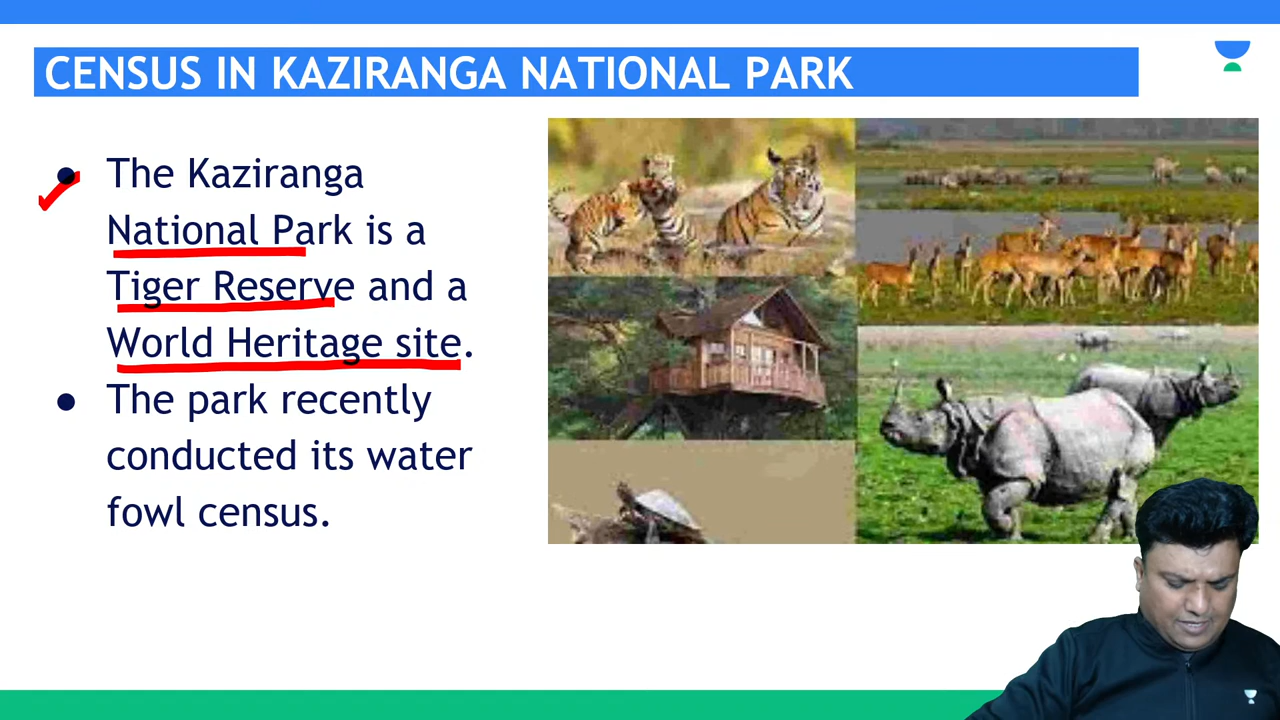 CENSUS IN KAZIRANGA NATIONAL PARK
The Kaziranga
National Park is a
Tiger Reserve and a
World Heritage site.
The park recently
conducted its water
fowl census.